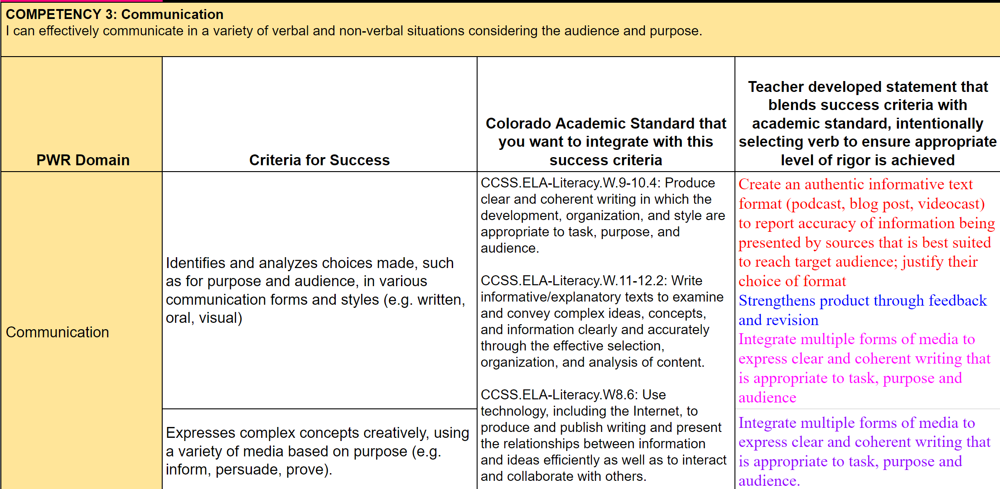 COMPETENCY 3: Communication
I can effectively communicate in a variety of verbal and non-verbal situations considering the audience and purpose.
PWR Domain
Criteria for Success
Colorado Academic Standard that
you want to integrate with this
success criteria
Teacher developed statement that
blends success criteria with
academic standard, intentionally
selecting verb to ensure appropriate
level of rigor is achieved
Communication
Identifies and analyzes choices made, such
as for purpose and audience, in various
communication forms and styles (e.g. written,
oral, visual)
Expresses complex concepts creatively, using
a variety of media based on purpose (e.g.
inform, persuade, prove).
CCSS.ELA-Literacy.W.9-10.4: Produce
clear and coherent writing in which the
development, organization, and style are
appropriate to task, purpose, and
audience.
CCSS.ELA-Literacy.W.11-12.2: Write
informative/explanatory texts to examine
and convey complex ideas, concepts,
and information clearly and accurately
through the effective selection,
organization, and analysis of content.
CCSS.ELA-Literacy.W8.6: Use
technology, including the Internet, to
produce and publish writing and present
the relationships between information
and ideas efficiently as well as to interact
and collaborate with others.
Create an authentic informative text
format (podcast, blog post, videocast)
to report accuracy of information being
presented by sources that is best suited
to reach target audience; justify their
choice of format
Strengthens product through feedback
and revision
Integrate multiple forms of media to
express clear and coherent writing that
is appropriate to task, purpose and
audience
Integrate multiple forms of media to
express clear and coherent writing that
is appropriate to task, purpose and
audience.